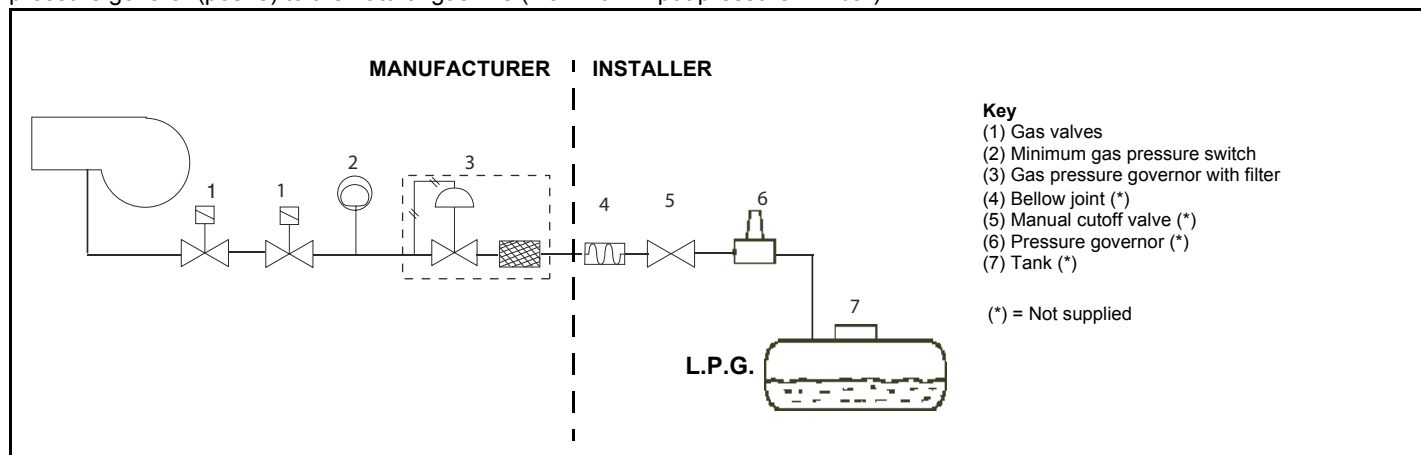 MANUFACTURER INSTALLER
1 1 2 3 4 5 6
7
L.P.G.
Key
(1) Gas valves
(2) Minimum gas pressure switch
(3) Gas pressure governor with filter
(4) Bellow joint (*)
(5) Manual cutoff valve (*)
(6) Pressure governor (*)
(7) Tank (*)
(*) = Not supplied